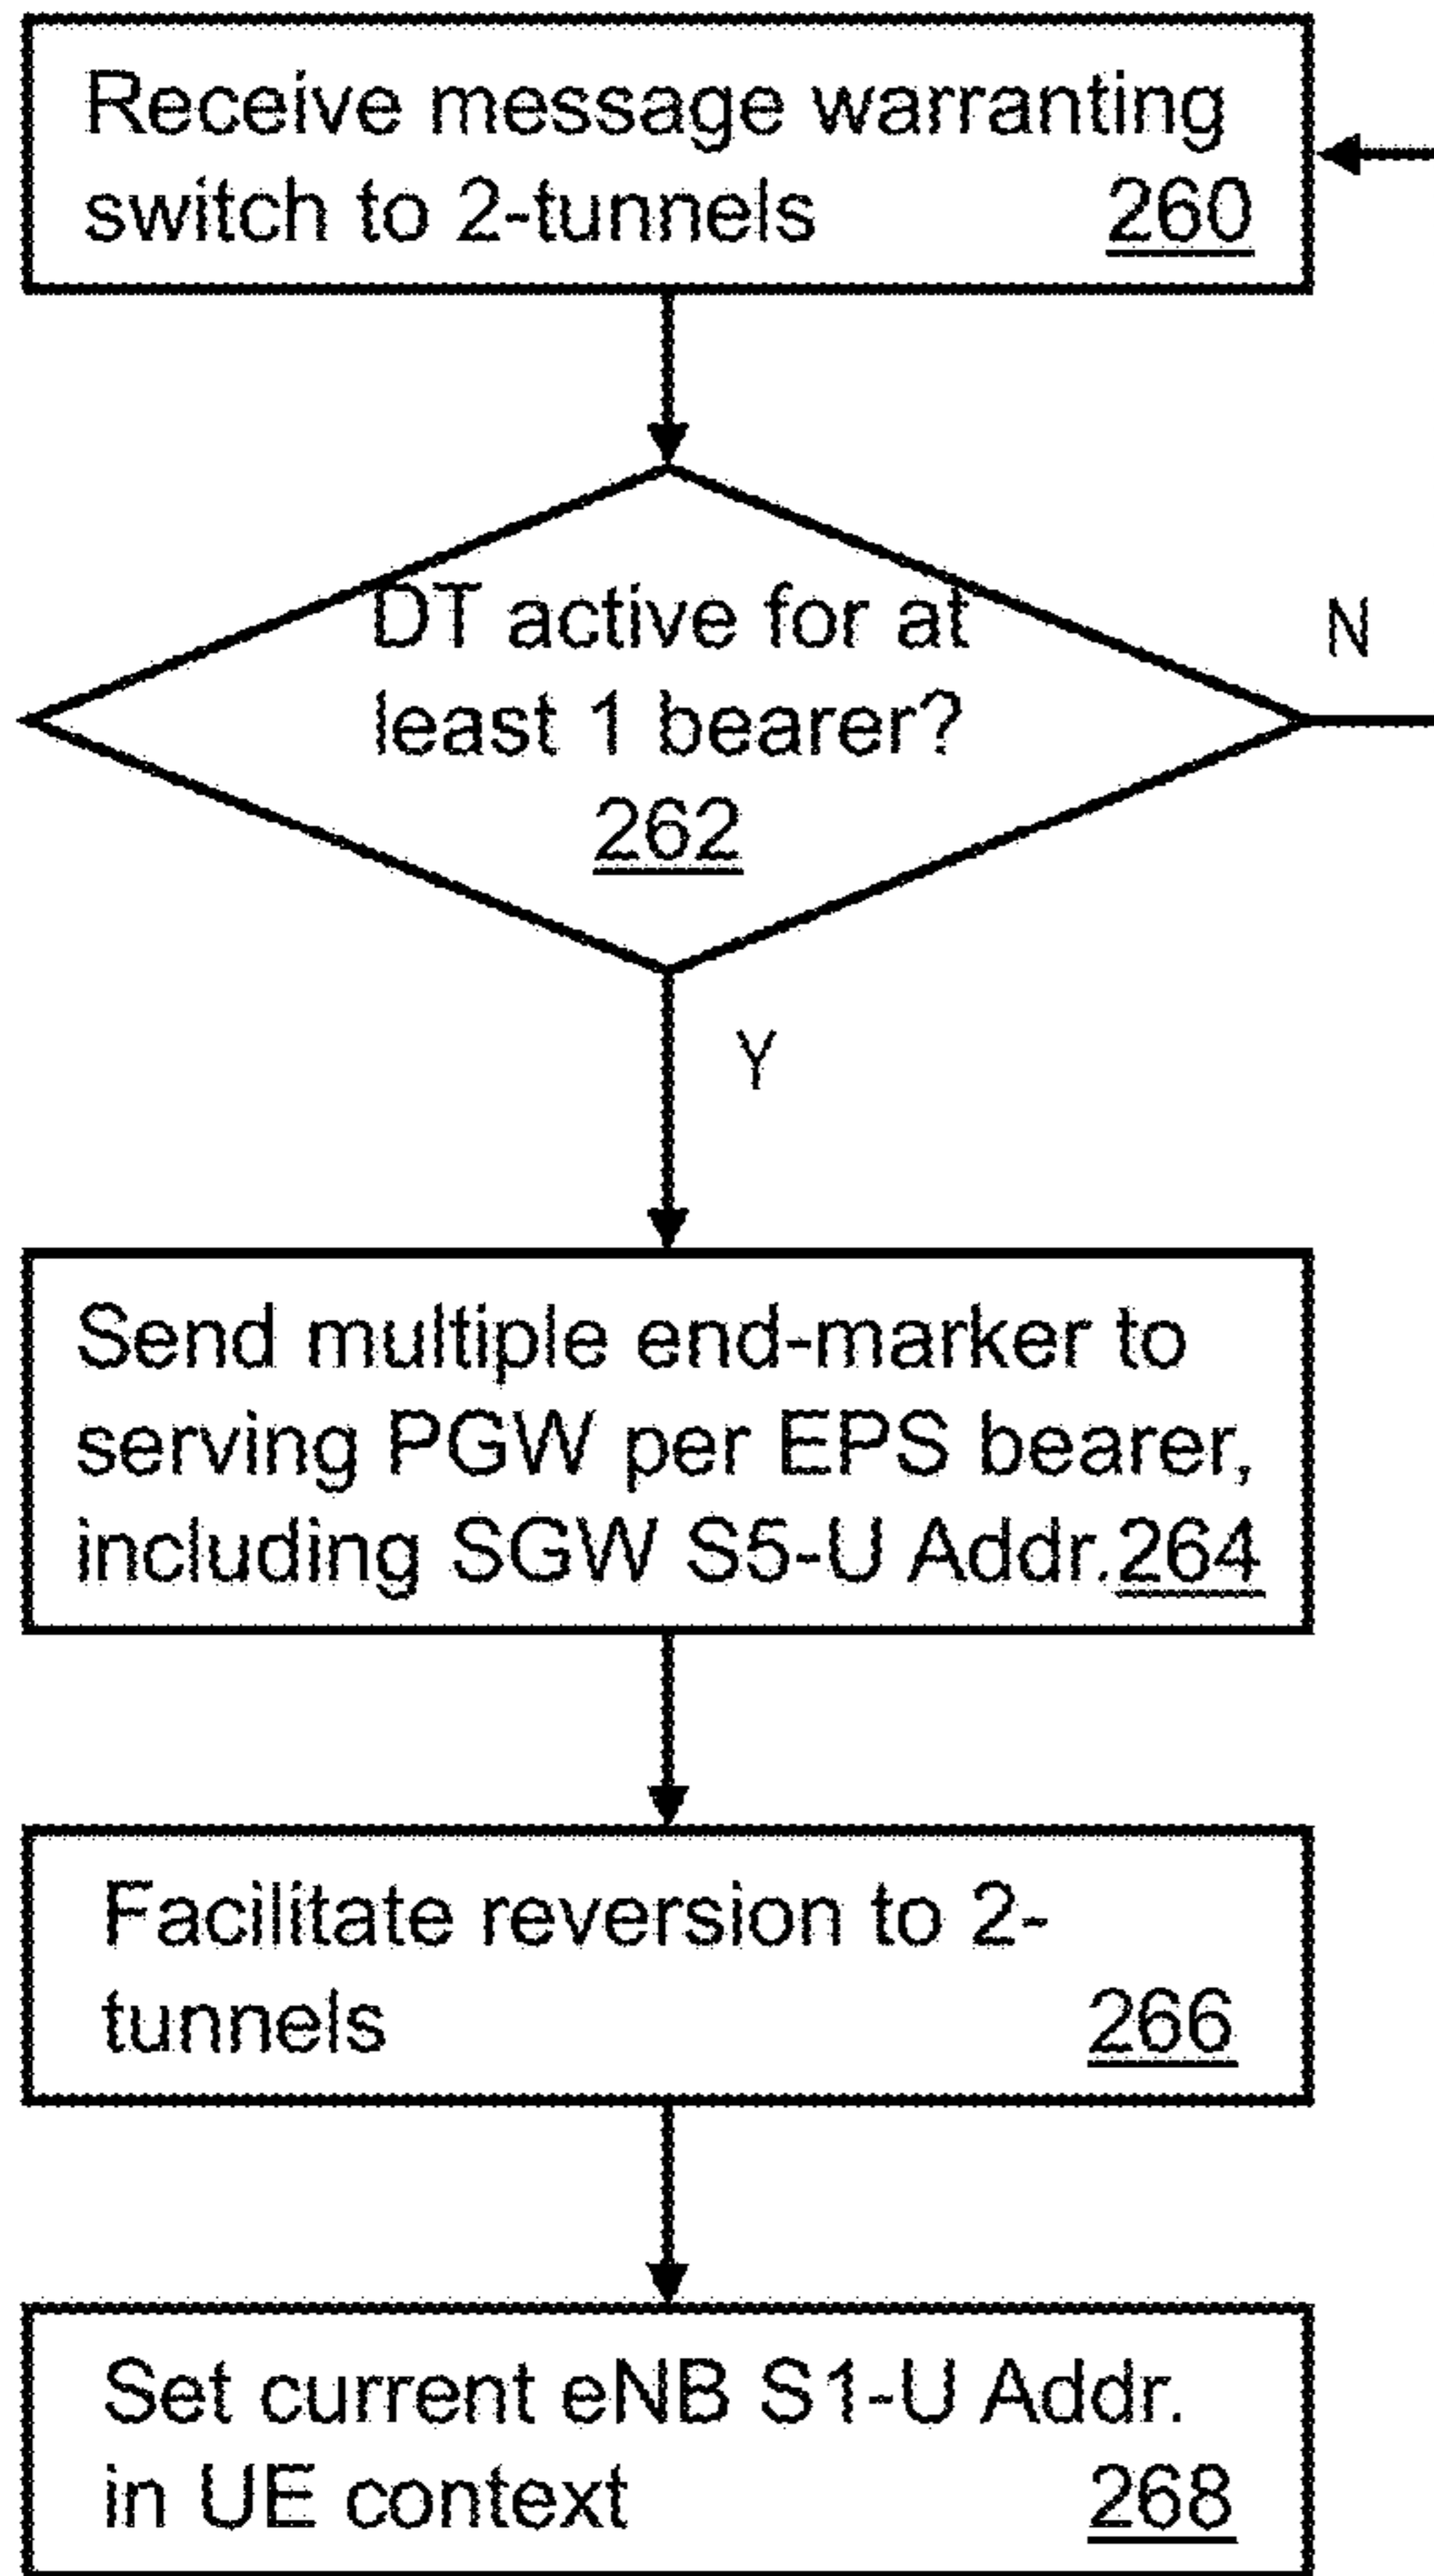 Receive message warranting
switch to 2-tunnels 260
DT active for at
least 1 bearer?
262
N
Y
Send multiple end-marker to
serving PGW per EPS bearer,
including SGW S5-U Addr.264
Facilitate reversion to 2-
tunnels 266
Set current eNB S1-U Addr.
in UE context 268